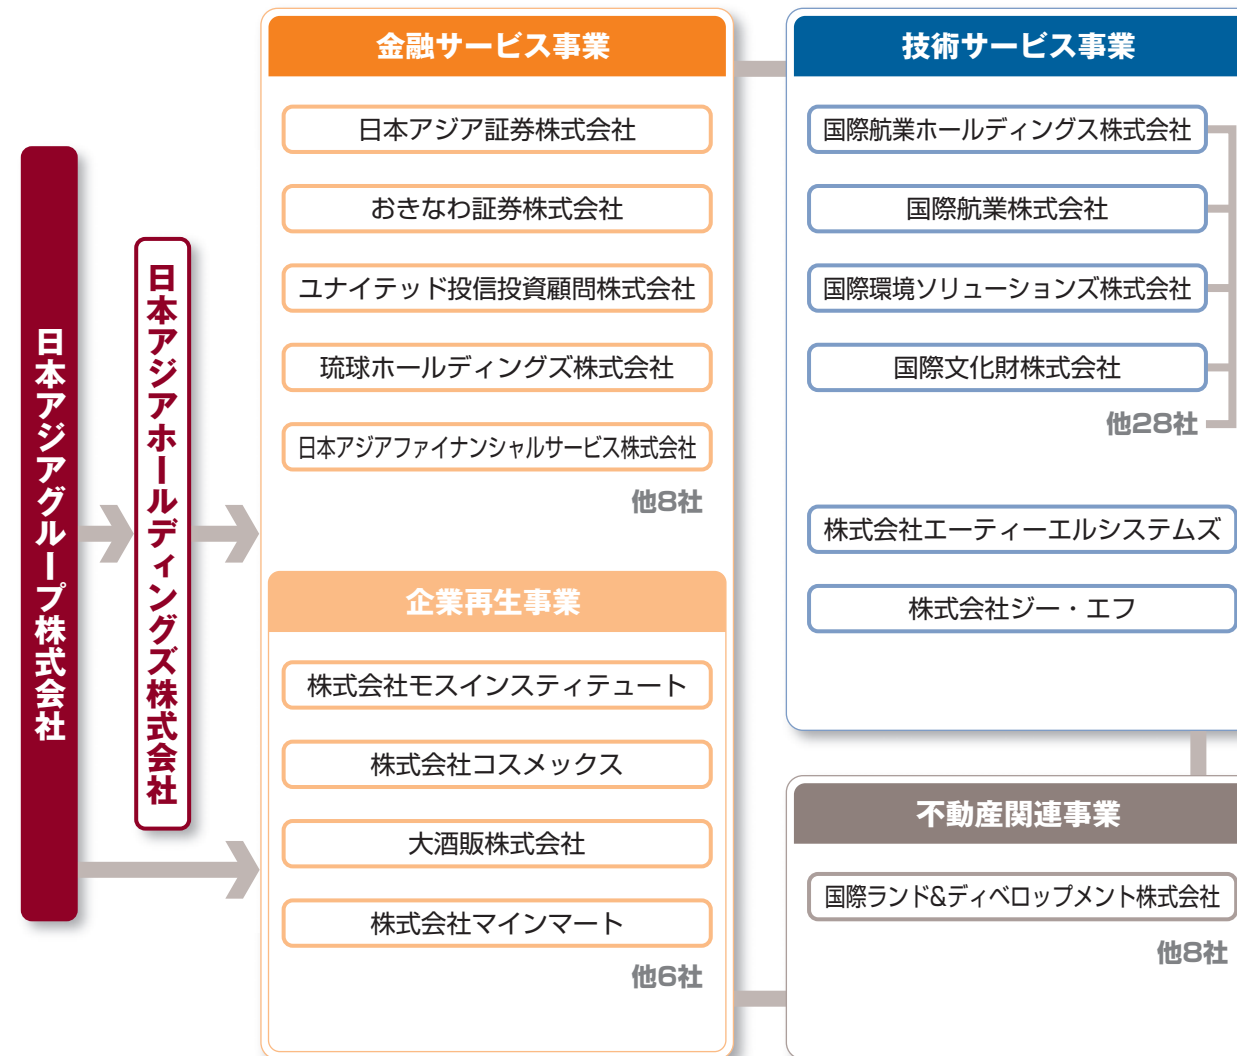 日本アジアグループ株式会社
日本アジアホールディングズ株式会社
金融サービス事業
日本アジア証券株式会社
おきなわ証券株式会社
ユナイテッド投信投資顧問株式会社
琉球ホールディングズ株式会社
日本アジアファイナンシャルサービス株式会社
他8社
企業再生事業
株式会社モスインスティテュート
株式会社コスメックス
大酒販株式会社
株式会社マインマート
他6社
技術サービス事業
国際航業ホールディングス株式会社
国際航業株式会社
国際環境ソリューションズ株式会社
国際文化財株式会社
他28社
株式会社エーティーエルシステムズ
株式会社ジー・エフ
不動産関連事業
国際ランド&ディベロップメント株式会社
他8社